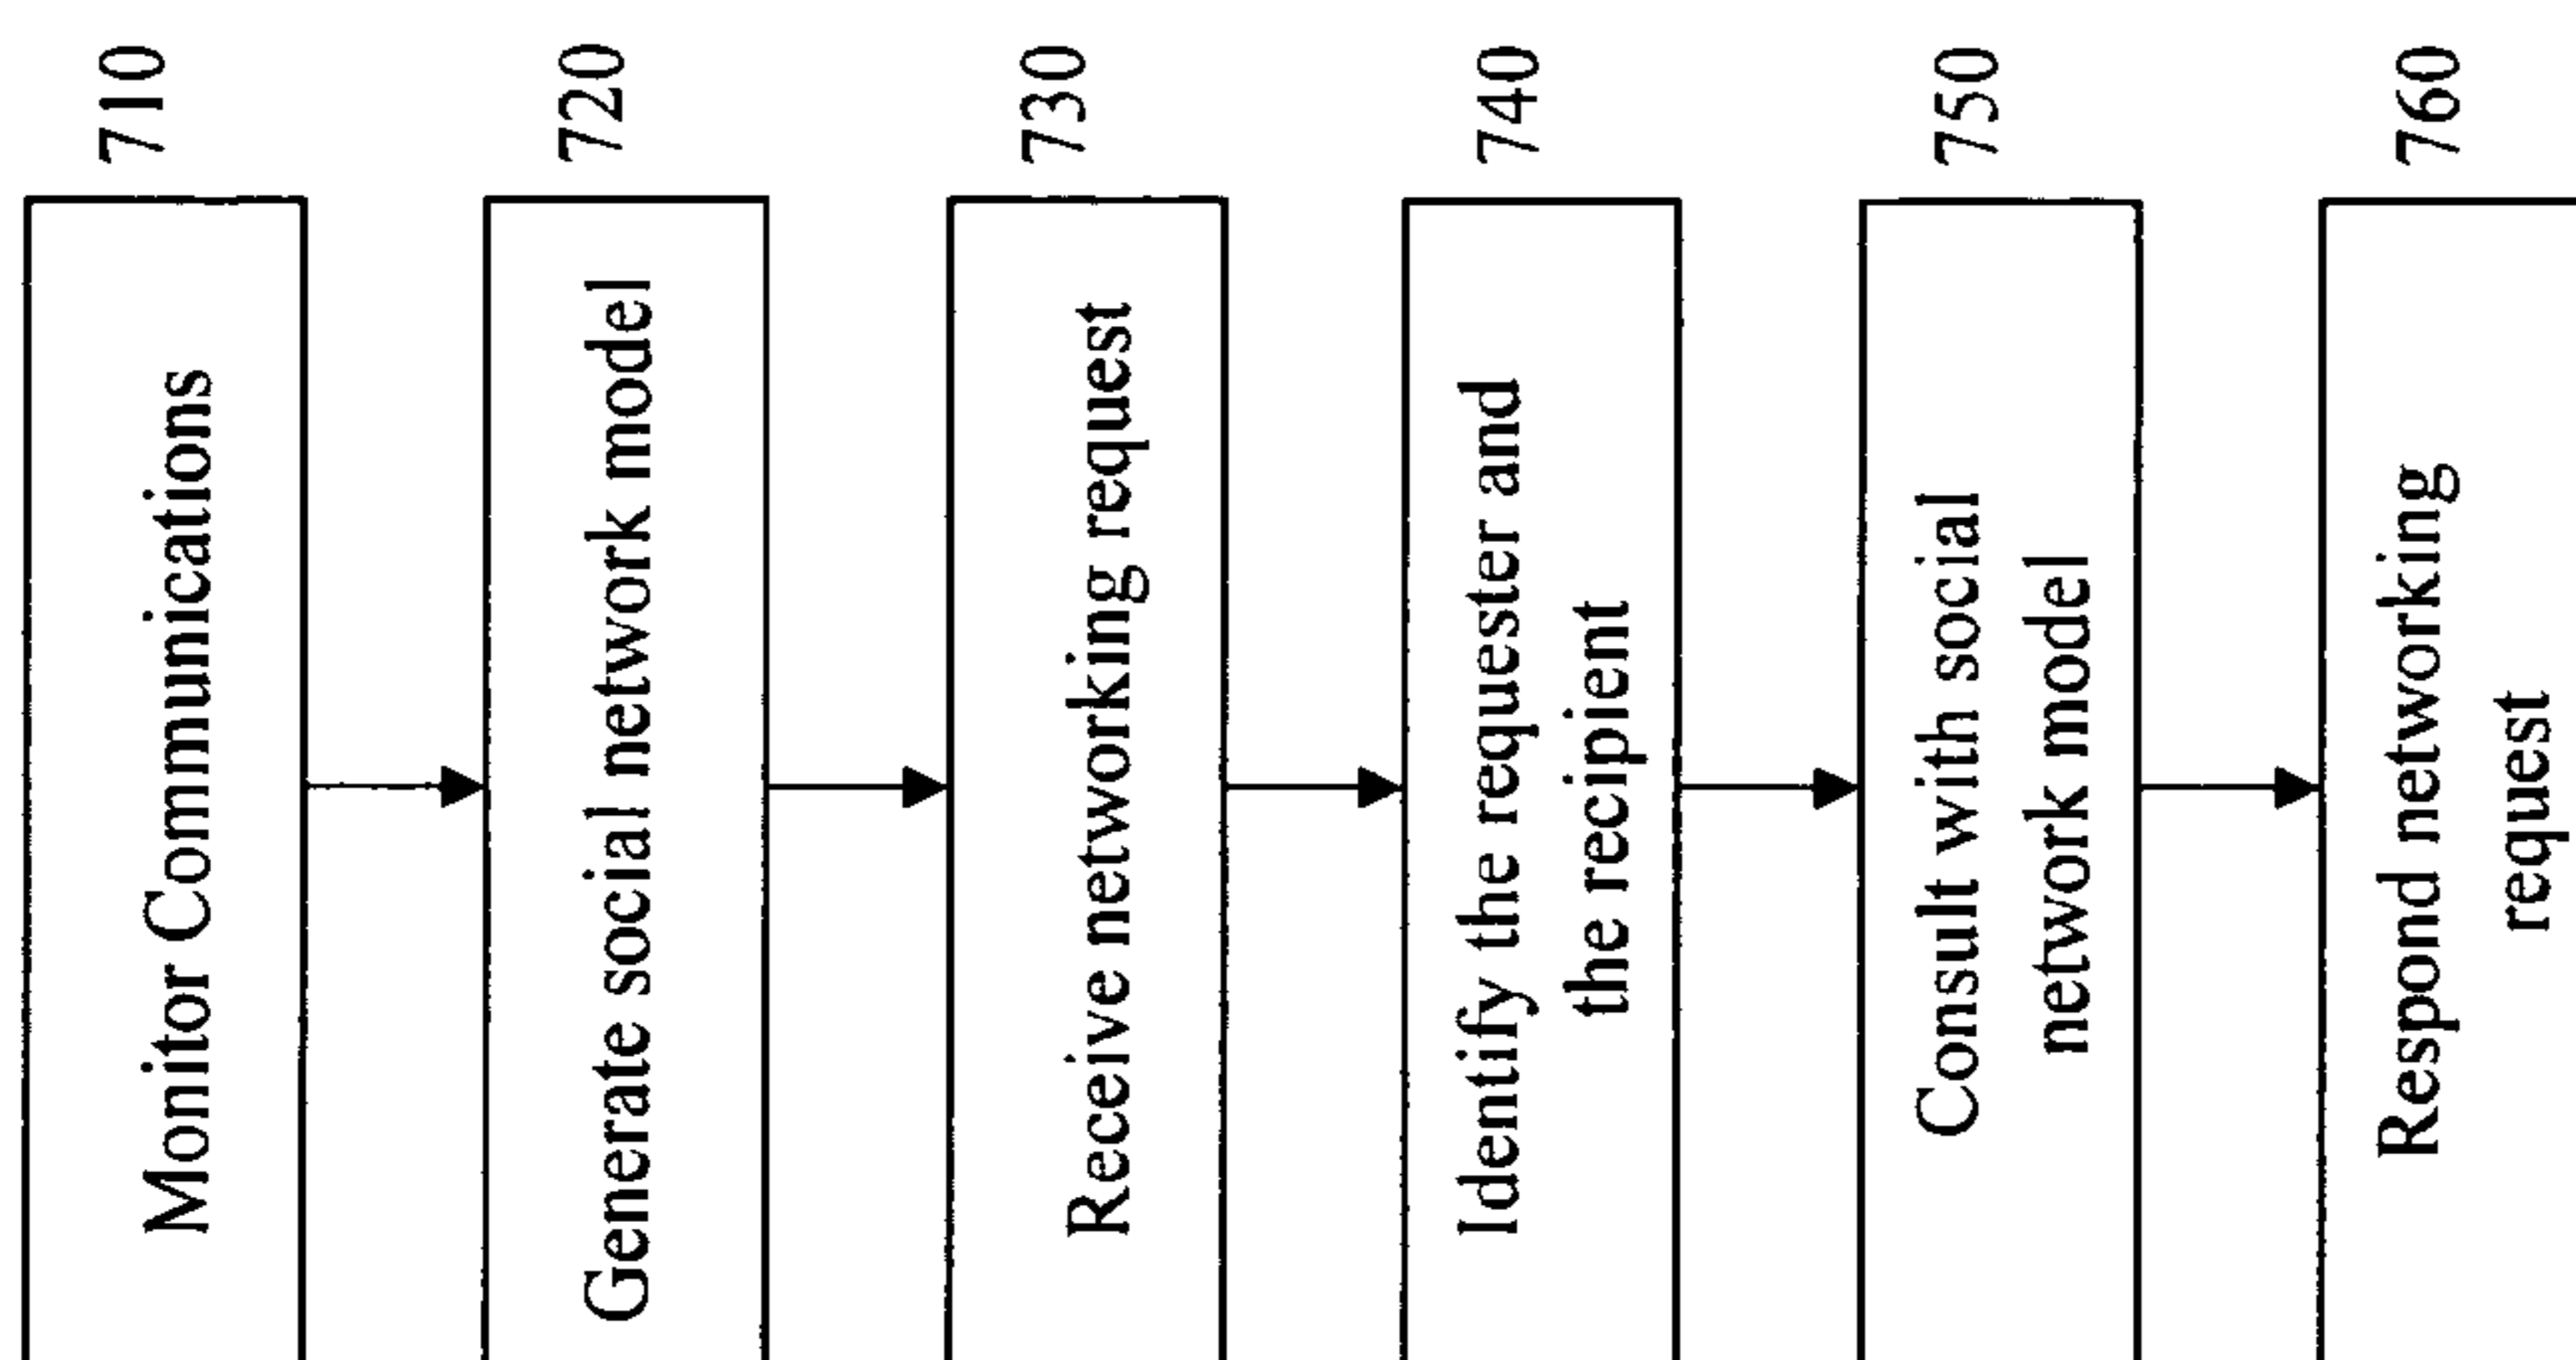 Monitor Communications
710
Generate social network model
720
Receive networking request
730
Identify the requester and
the recipient
740
Consult with social
network model
750
Respond networking
request
760